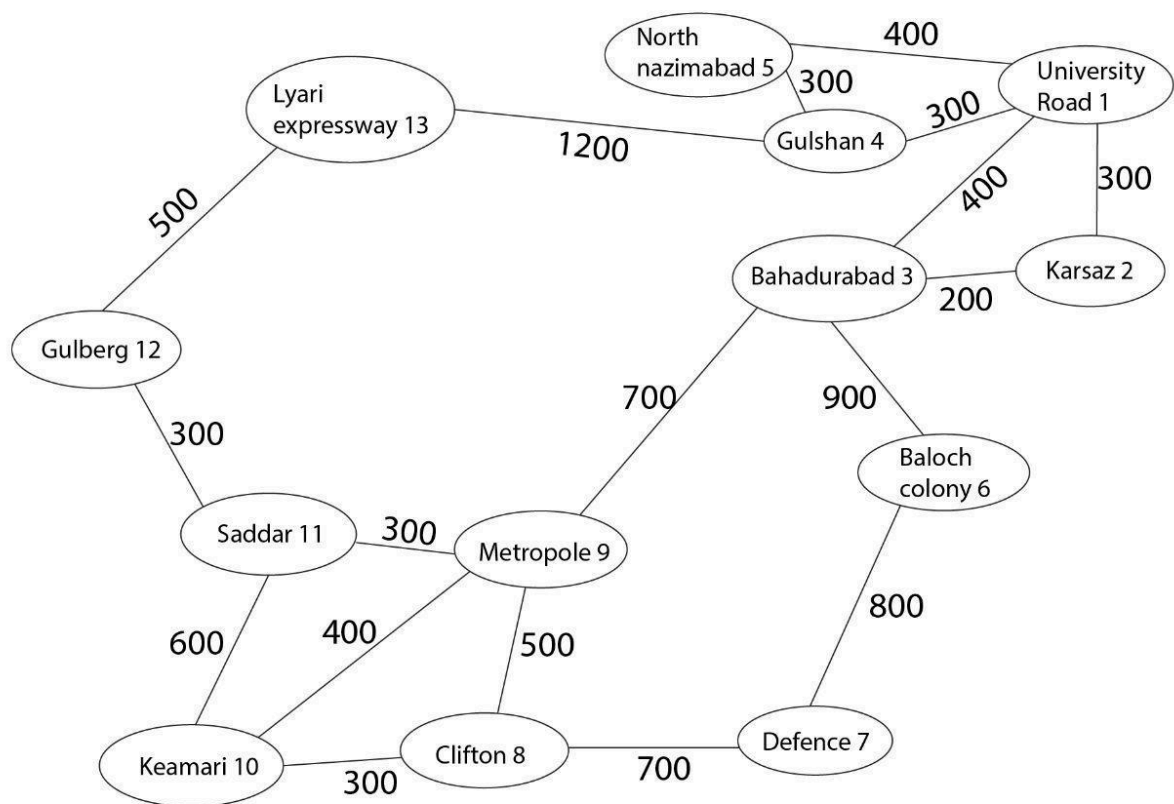 North
nazimabad 5
400
University
Road 1
300
Lyari
expressway 13
300
Gulshan 4
1200
400
300
500
Bahadurabad 3
Karsaz 2
200
Gulberg 12
700
900
300
Baloch
colony 6
Saddar 11
300
Metropole 9
800
600
400
500
Keamari 10
Clifton 8
Defence 7
300
700